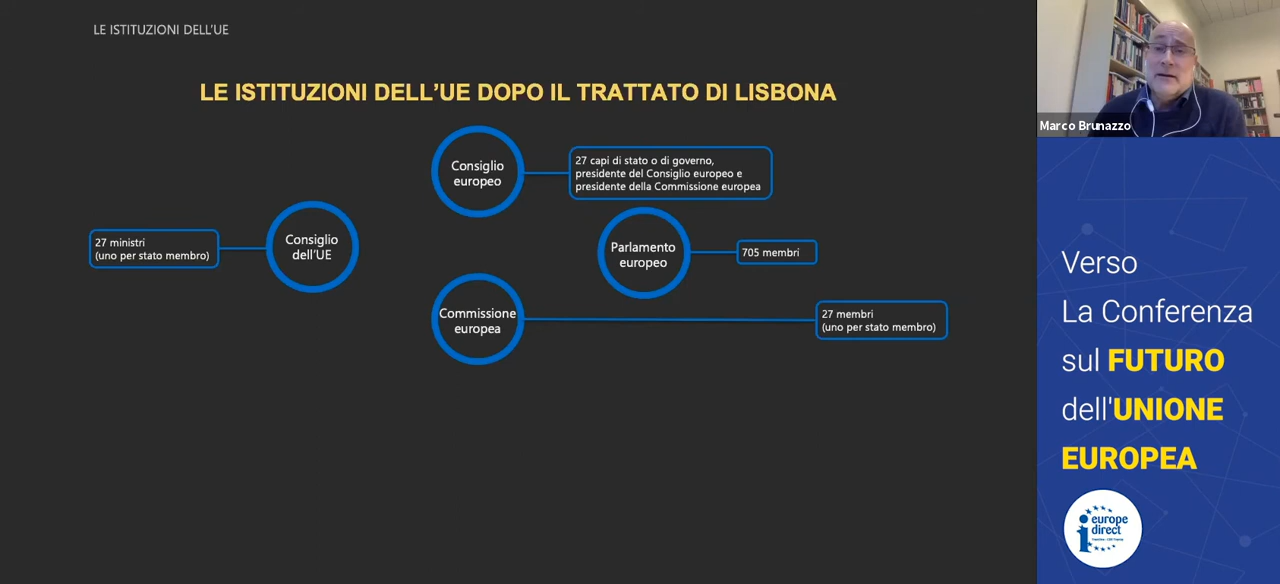 LE ISTITUZIONI DELL'UE
LE ISTITUZIONI DELL'UE DOPO IL TRATTATO DI LISBONA
Consiglio
europeo
27 capi di stato o di governo,
presidente del Consiglio europeo e
presidente della Commissione europea
27 ministri
(uno per stato membro)
Consiglio
dell'UE
Parlamento
europeo
705 membri
Commissione
europea
27 membri
(uno per stato membro)
Marco Brunazzo
Verso
La Conferenza
sul FUTURO
dell'UNIONE
EUROPEA
europe
direct